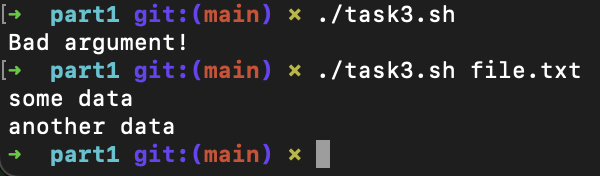 [➜ part1 git:(main) × ./task3.sh
Bad argument!
[➜ part1 git:(main) × ./task3.sh file.txt
some data
another data
➜ part1 git:(main) ×